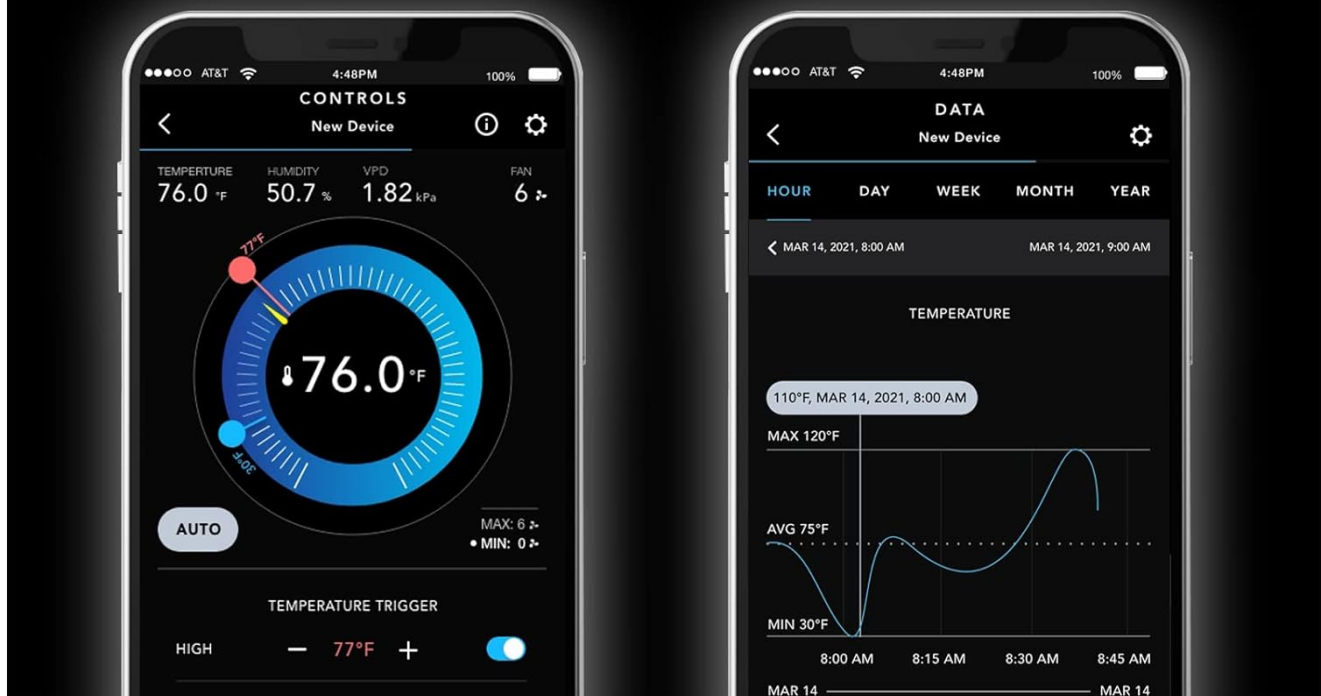 AT&T 4:48PM 100%
CONTROLS
New Device
TEMPERTURE HUMIDITY VPD FAN
76.0 °F 50.7 % 1.82 kPa 6
77°F
76.0 °F
30°F
AUTO
MAX: 6
MIN: 0
TEMPERATURE TRIGGER
HIGH − 77°F +
AT&T 4:48PM 100%
DATA
New Device
HOUR DAY WEEK MONTH YEAR
MAR 14, 2021, 8:00 AM MAR 14, 2021, 9:00 AM
TEMPERATURE
110°F, MAR 14, 2021, 8:00 AM
MAX 120°F
AVG 75°F
MIN 30°F
8:00 AM 8:15 AM 8:30 AM 8:45 AM
MAR 14 MAR 14